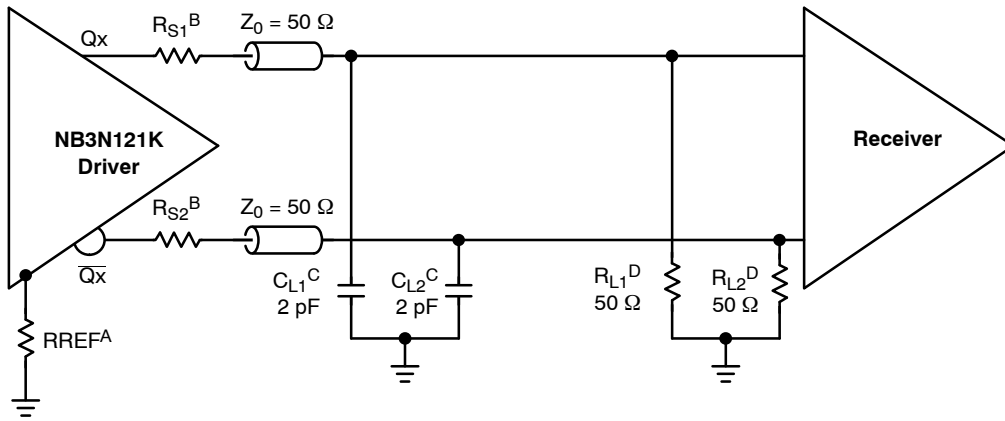 Qx
R_S1^B
Z_0 = 50 Ω
NB3N121K
Driver
Receiver
R_S2^B
Z_0 = 50 Ω
Q̅x̅
C_L1^C
2 pF
C_L2^C
2 pF
R_L1^D
50 Ω
R_L2^D
50 Ω
RREF^A